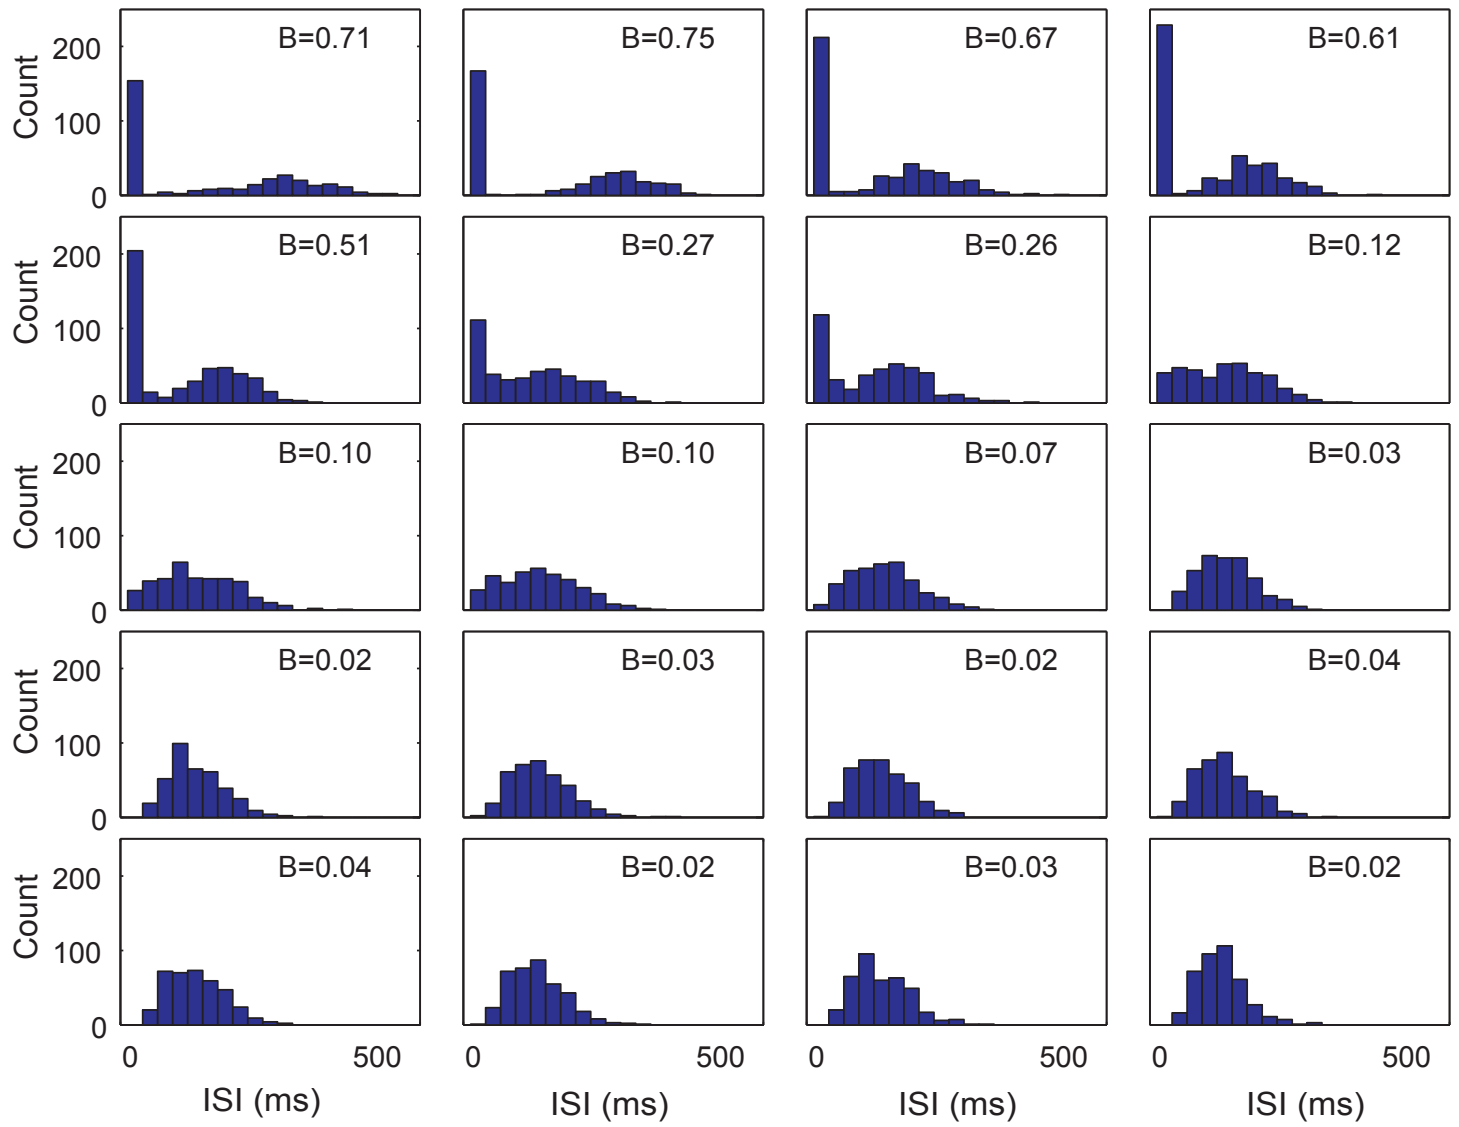 B=0.71 B=0.75 B=0.67 B=0.61
200
100
0
Count
B=0.51 B=0.27 B=0.26 B=0.12
200
100
0
Count
B=0.10 B=0.10 B=0.07 B=0.03
200
100
0
Count
B=0.02 B=0.03 B=0.02 B=0.04
200
100
0
Count
B=0.04 B=0.02 B=0.03 B=0.02
200
100
0
Count
0 500 0 500 0 500 0 500
ISI (ms) ISI (ms) ISI (ms) ISI (ms)